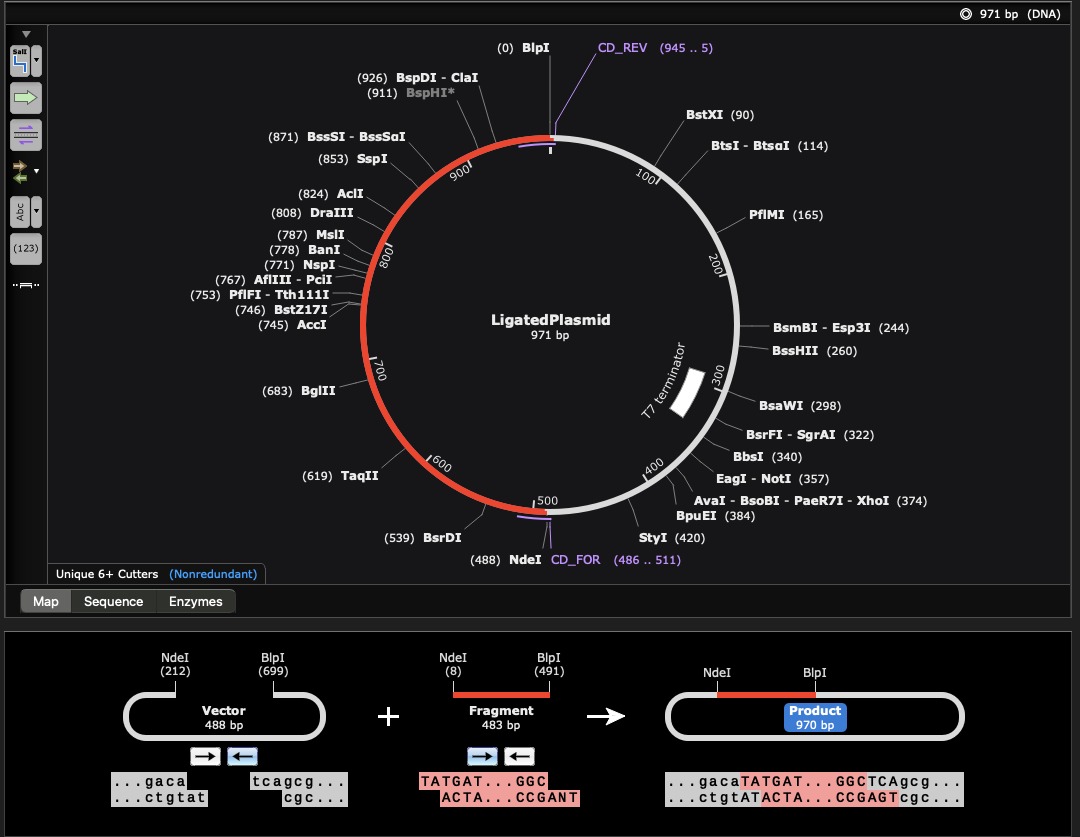 971 bp (DNA)
SalI
(0) BlpI
CD_REV (945 .. 5)
(926) BspDI - ClaI
(911) BspHI*
BstXI (90)
(871) BssSI - BssSαI
BtsI - BtsαI (114)
(853) SspI
900
100
(824) AclI
(808) DraIII
PflMI (165)
(787) MslI
(778) BanI
800
200
(771) NspI
(767) AflIII - PciI
(753) PflFI - Tth111I
(746) BstZ17I
(745) AccI
LigatedPlasmid
971 bp
BsmBI - Esp3I (244)
BssHII (260)
T7 terminator
700
300
(683) BglII
BsaWI (298)
BsrFI - SgrAI (322)
BbsI (340)
600
400
(619) TaqII
EagI - NotI (357)
AvaI - BsoBI - PaeR7I - XhoI (374)
500
BpuEI (384)
(539) BsrDI
StyI (420)
(488) NdeI CD_FOR (486 .. 511)
Abc
(123)
Unique 6+ Cutters (Nonredundant)
Map Sequence Enzymes
NdeI BlpI NdeI BlpI
(212) (699) (8) (491)
NdeI BlpI
Vector + Fragment Product
488 bp 483 bp 970 bp
...gaca tcagcg... TATGAT...GGC ...gacaTATGAT...GGCTCAgcg...
...ctgtat cgc... ACTA...CCGANT ...ctgtATACTA...CCGAGTcgc...